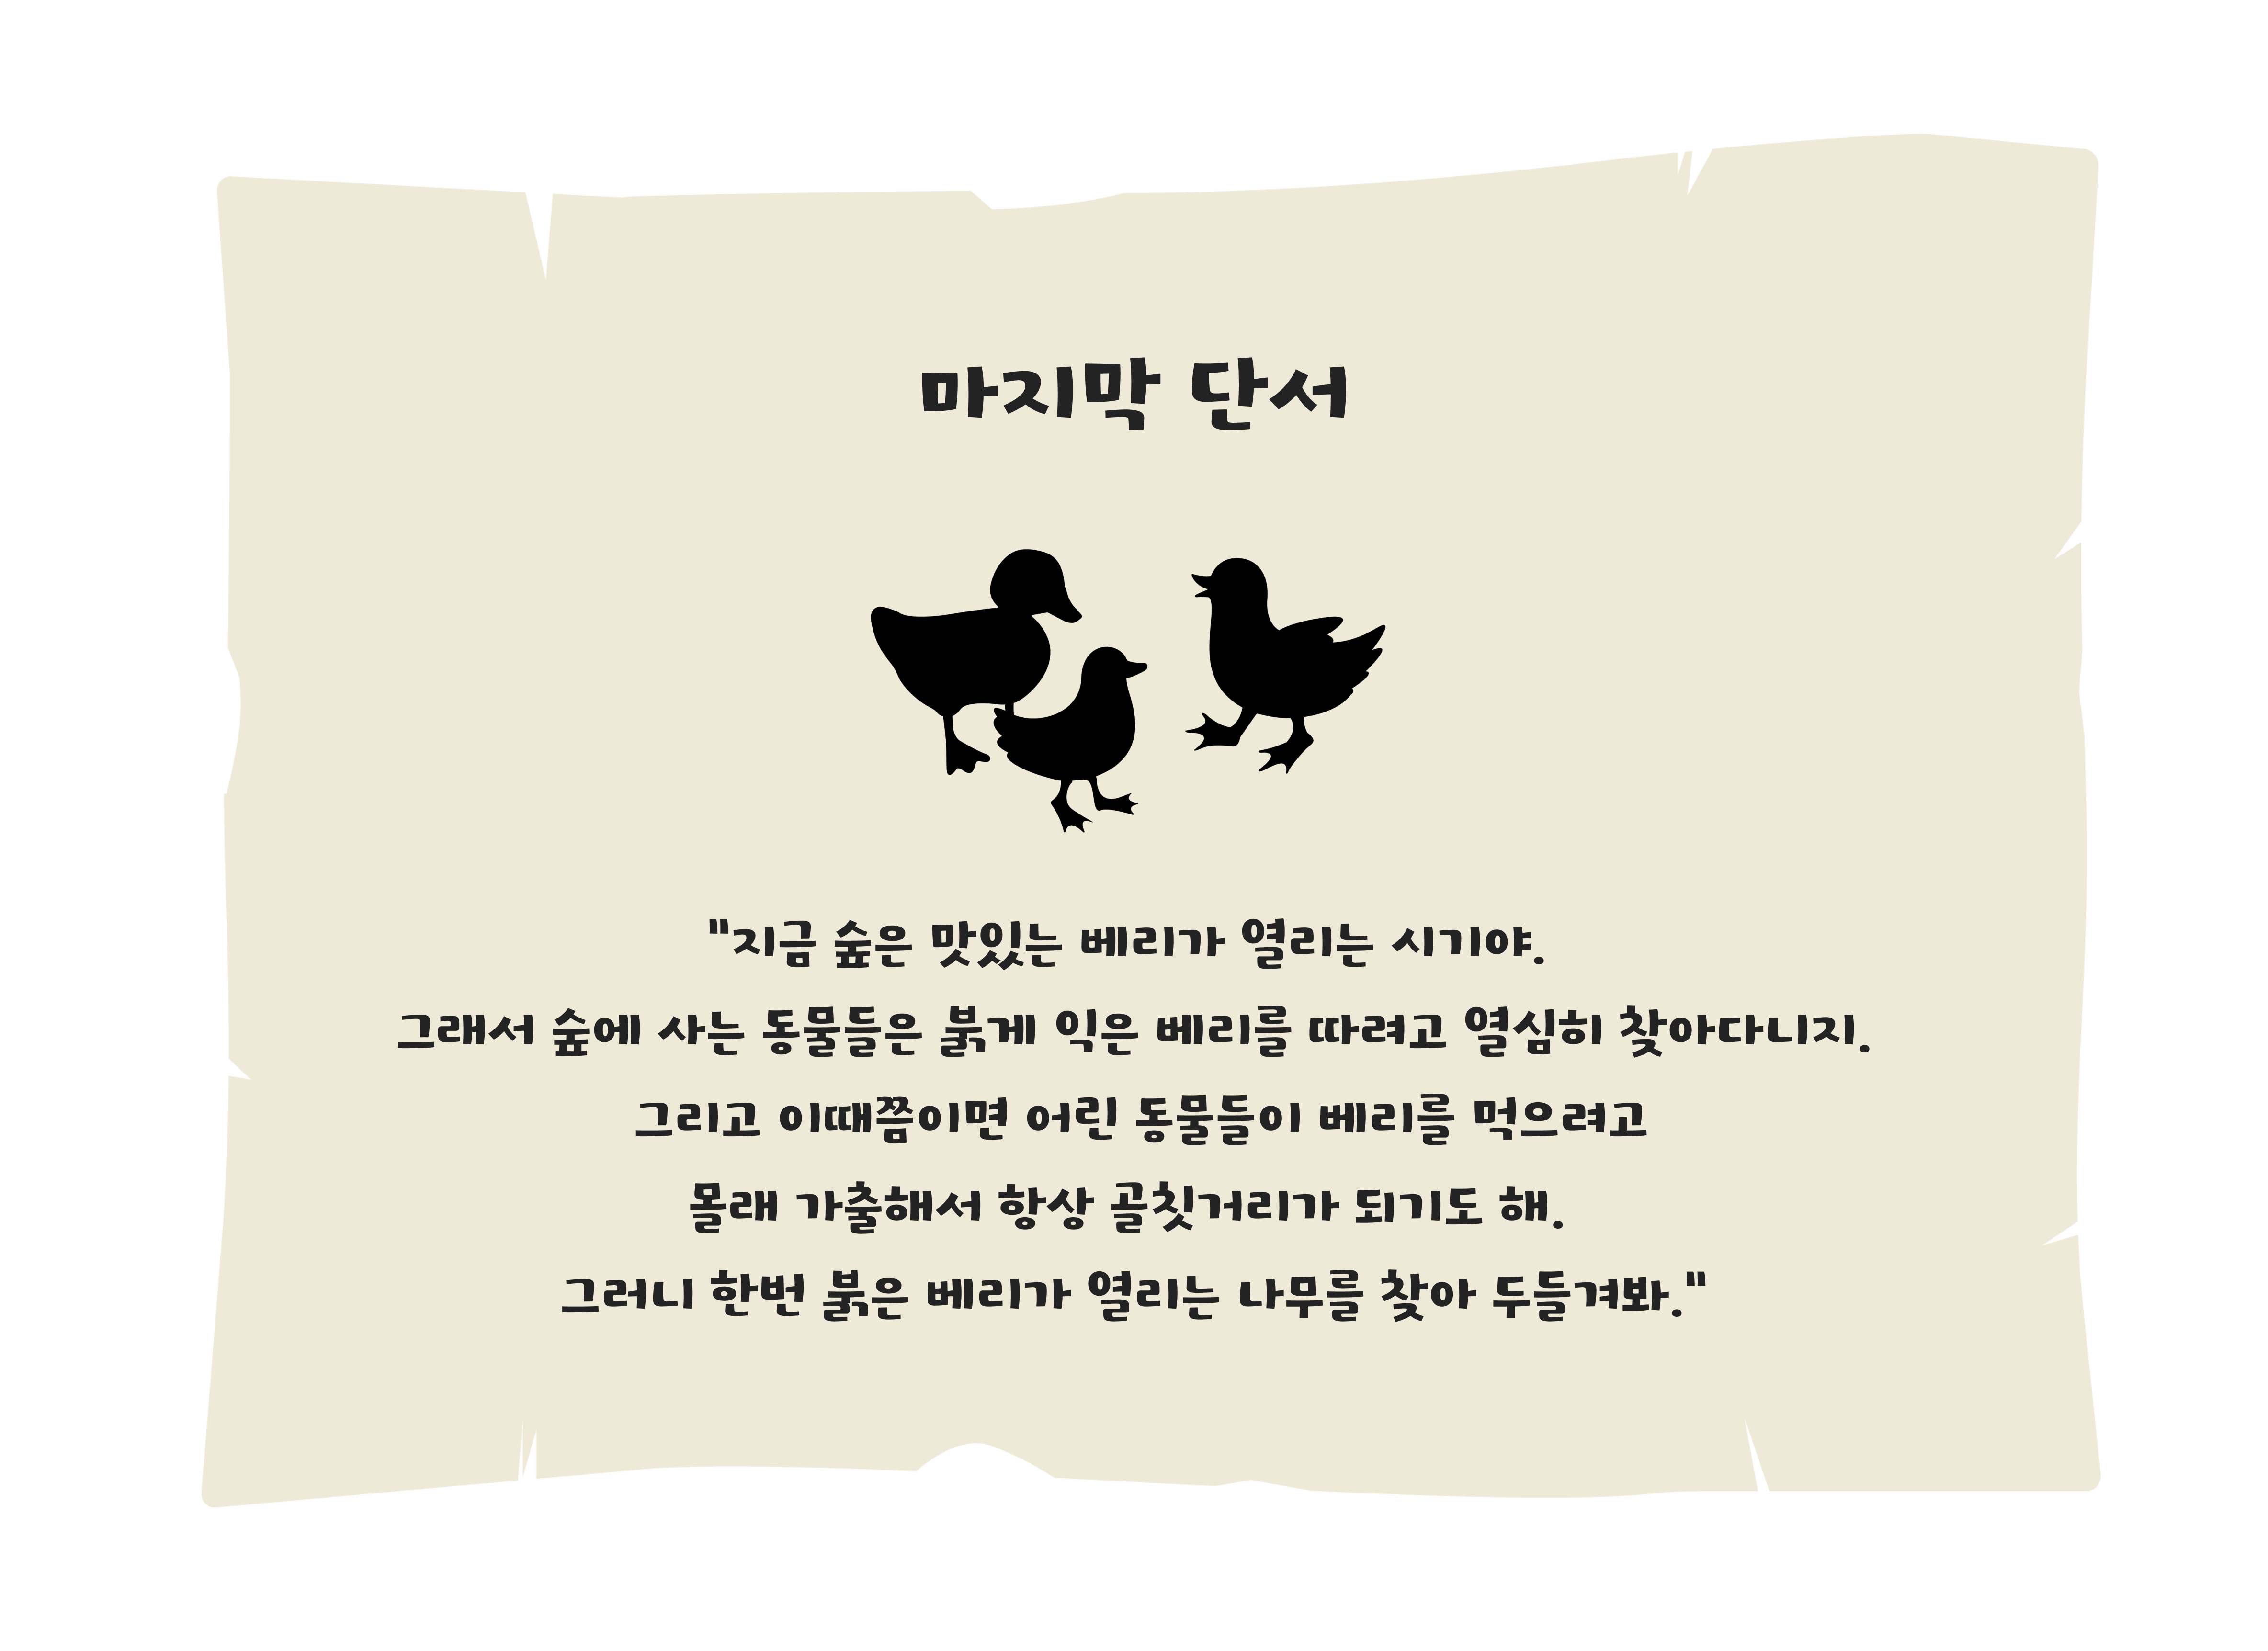 마지막 단서
"지금 숲은 맛있는 베리가 열리는 시기야.
그래서 숲에 사는 동물들은 붉게 익은 베리를 따려고 열심히 찾아다니지.
그리고 이때쯤이면 어린 동물들이 베리를 먹으려고
몰래 가출해서 항상 골칫거리가 되기도 해.
그러니 한번 붉은 베리가 열리는 나무를 찾아 두들겨봐."